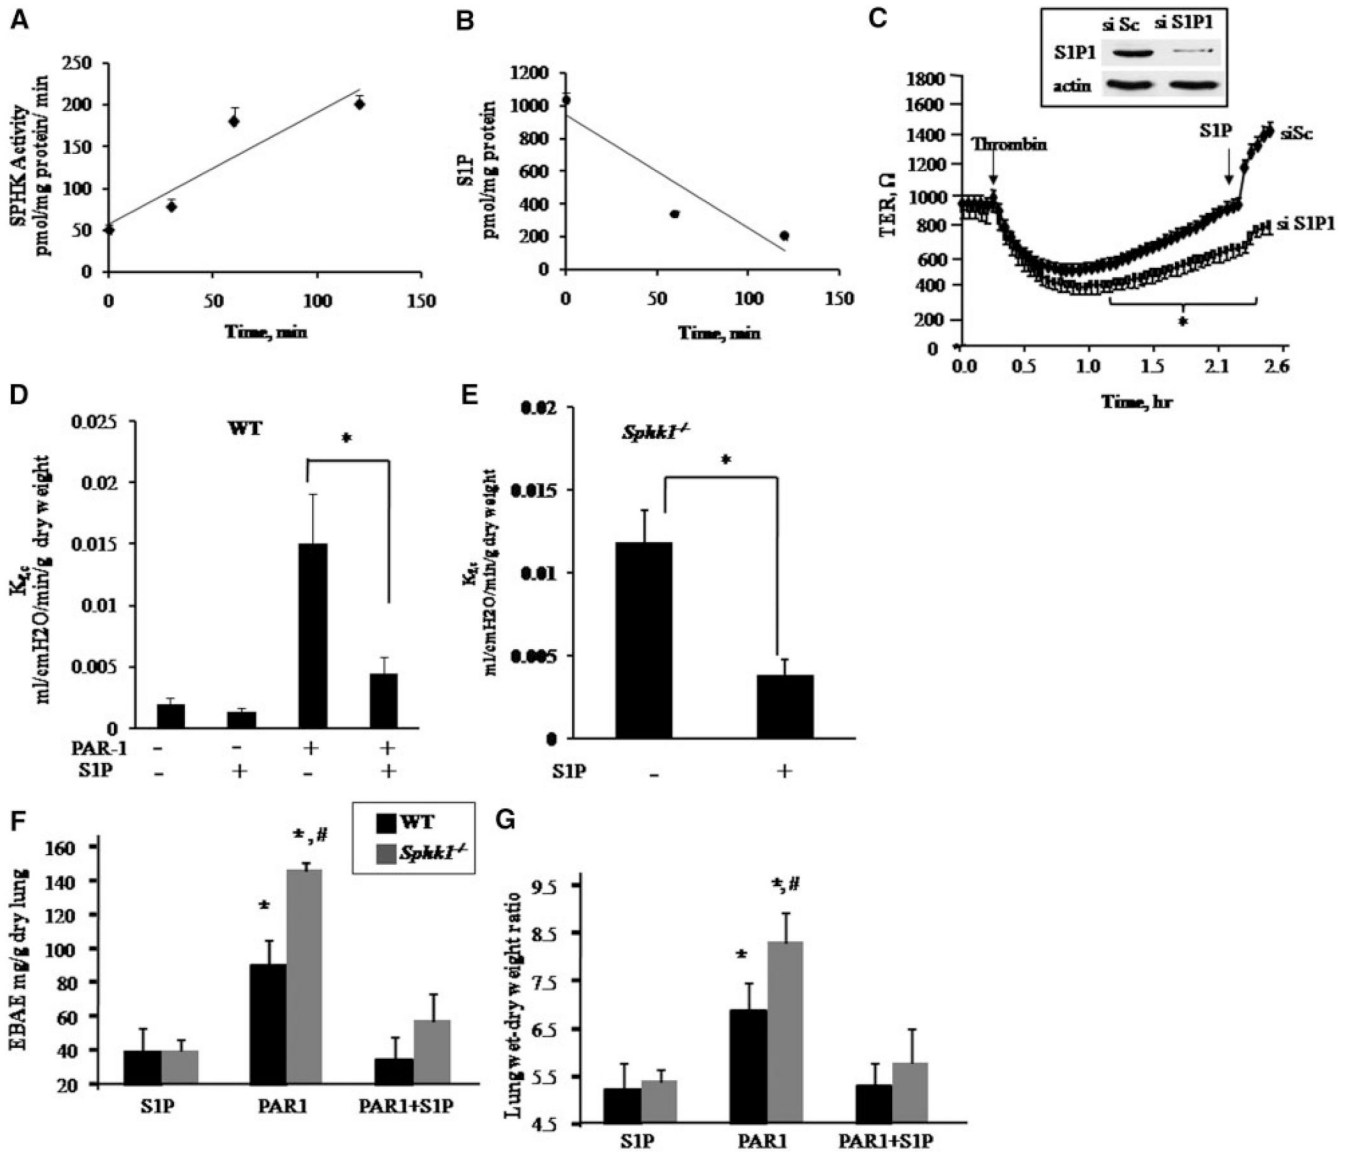 A
250
200
150
100
50
0
0 50 100 150
Time, min
SPHK Activity
pmol/mg protein/ min
B
1200
1000
800
600
400
200
0
0 50 100 150
Time, min
S1P
pmol/mg protein
C
si Sc si S1P1
S1P1
actin
1800
1600
1400
1200
1000
800
600
400
200
0
TER, Ω
Thrombin
S1P
siSc
si S1P1
*
0.0 0.5 1.0 1.5 2.1 2.6
Time, hr
D
WT
*
0.025
0.02
0.015
0.01
0.005
0
Kf,c
ml/cmH2O/min/g dry weight
PAR-1 - - + +
S1P - + - +
E
Sphk1-/-
*
0.02
0.015
0.01
0.005
0
Kf,c
ml/cmH2O/min/g dry weight
S1P - +
F
WT
Sphk1-/-
160
140
120
100
80
60
40
20
EBAE mg/g dry lung
*
*,#
S1P PAR1 PAR1+S1P
G
9.5
8.5
7.5
6.5
5.5
4.5
Lung wet-dry weight ratio
*
*,#
S1P PAR1 PAR1+S1P